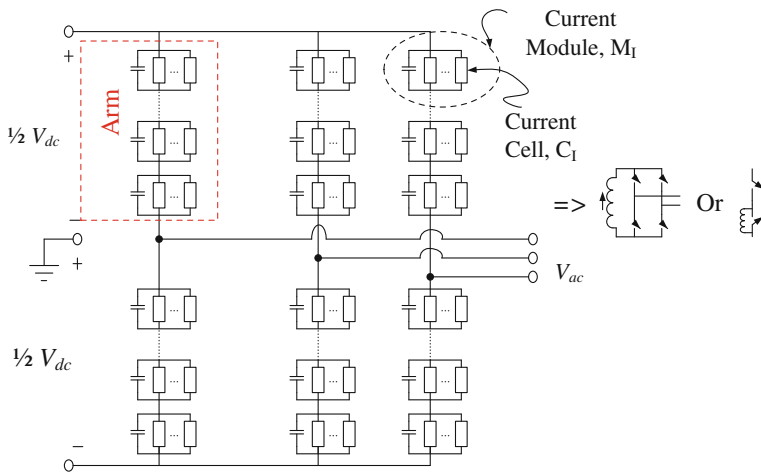 Current
Module, M_I
+
Arm
½ V_dc
...
Current
Cell, C_I
=> Or
−
+
V_ac
½ V_dc
−